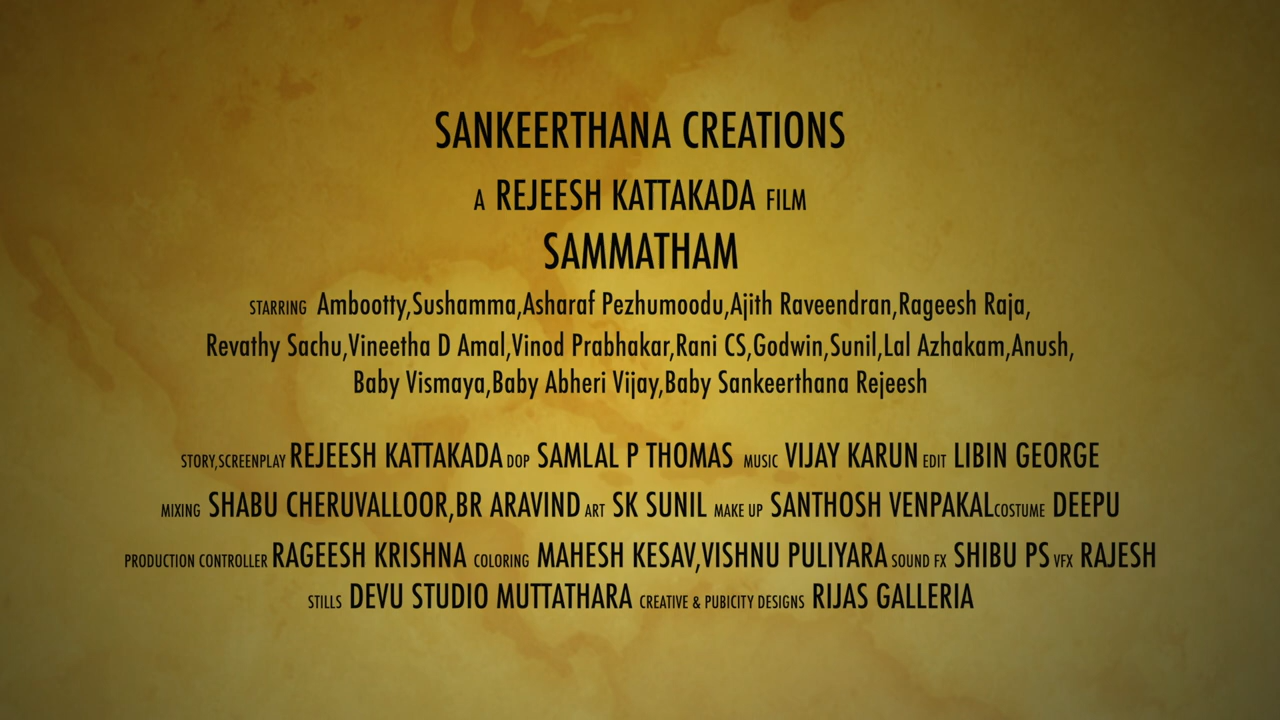 SANKEERTHANA CREATIONS
A REJEESH KATTAKADA FILM
SAMMATHAM
STARRING Ambootty,Sushamma,Asharaf Pezhumoodu,Ajith Raveendran,Rageesh Raja,
Revathy Sachu,Vineetha D Amal,Vinod Prabhakar,Rani CS,Godwin,Sunil,Lal Azhakam,Anush,
Baby Vismaya,Baby Abheri Vijay,Baby Sankeerthana Rejeesh
STORY,SCREENPLAY REJEESH KATTAKADA DOP SAMLAL P THOMAS MUSIC VIJAY KARUN EDIT LIBIN GEORGE
MIXING SHABU CHERUVALLOOR,BR ARAVIND ART SK SUNIL MAKE UP SANTHOSH VENPAKAL COSTUME DEEPU
PRODUCTION CONTROLLER RAGEESH KRISHNA COLORING MAHESH KESAV,VISHNU PULIYARA SOUND FX SHIBU PS VFX RAJESH
STILLS DEVU STUDIO MUTTATHARA CREATIVE & PUBICITY DESIGNS RIJAS GALLERIA